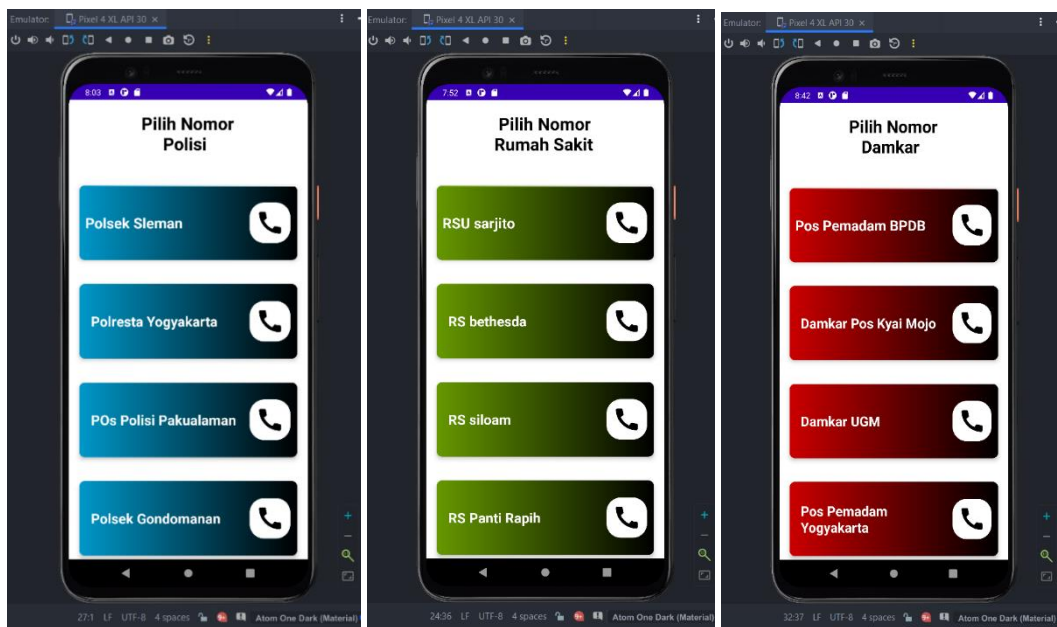 Emulator: Pixel 4 XL API 30 ×
8:03
Pilih Nomor
Polisi
Polsek Sleman
Polresta Yogyakarta
POs Polisi Pakualaman
Polsek Gondomanan
27:1 LF UTF-8 4 spaces Atom One Dark (Material)
Emulator: Pixel 4 XL API 30 ×
7:52
Pilih Nomor
Rumah Sakit
RSU sarjito
RS bethesda
RS siloam
RS Panti Rapih
24:36 LF UTF-8 4 spaces Atom One Dark (Material)
Emulator: Pixel 4 XL API 30 ×
8:42
Pilih Nomor
Damkar
Pos Pemadam BPDB
Damkar Pos Kyai Mojo
Damkar UGM
Pos Pemadam
Yogyakarta
32:37 LF UTF-8 4 spaces Atom One Dark (Material)